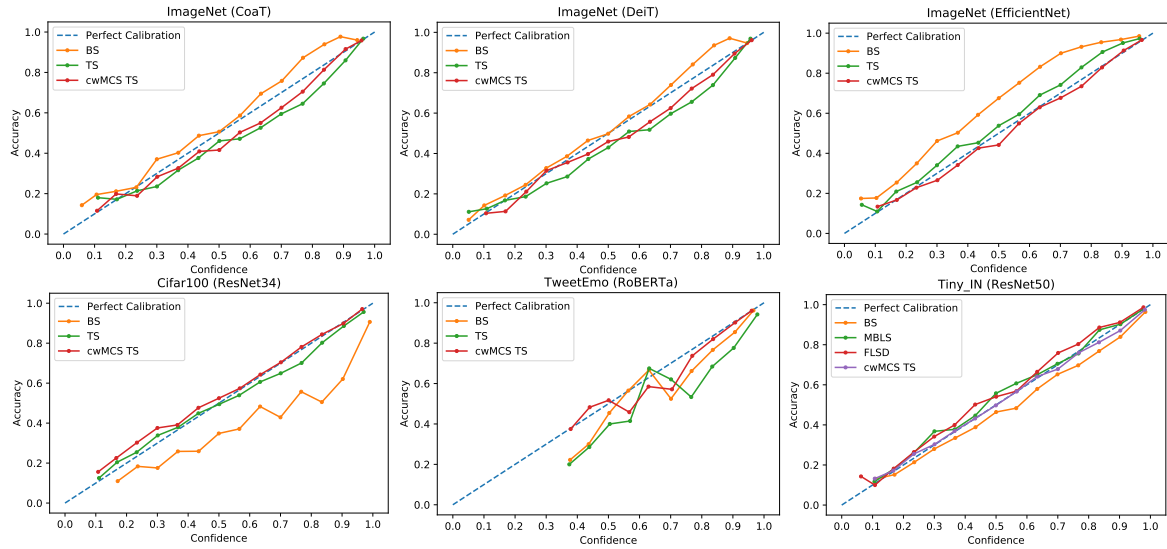 ImageNet (CoaT)
1.0
0.8
0.6
0.4
0.2
0.0
Accuracy
Perfect Calibration
BS
TS
cwMCS TS
0.0 0.1 0.2 0.3 0.4 0.5 0.6 0.7 0.8 0.9 1.0
Confidence
ImageNet (DeiT)
1.0
0.8
0.6
0.4
0.2
0.0
Accuracy
Perfect Calibration
BS
TS
cwMCS TS
0.0 0.1 0.2 0.3 0.4 0.5 0.6 0.7 0.8 0.9 1.0
Confidence
ImageNet (EfficientNet)
1.0
0.8
0.6
0.4
0.2
0.0
Accuracy
Perfect Calibration
BS
TS
cwMCS TS
0.0 0.1 0.2 0.3 0.4 0.5 0.6 0.7 0.8 0.9 1.0
Confidence
Cifar100 (ResNet34)
1.0
0.8
0.6
0.4
0.2
0.0
Accuracy
Perfect Calibration
BS
TS
cwMCS TS
0.0 0.1 0.2 0.3 0.4 0.5 0.6 0.7 0.8 0.9 1.0
Confidence
TweetEmo (RoBERTa)
1.0
0.8
0.6
0.4
0.2
0.0
Accuracy
Perfect Calibration
BS
TS
cwMCS TS
0.0 0.1 0.2 0.3 0.4 0.5 0.6 0.7 0.8 0.9 1.0
Confidence
Tiny_IN (ResNet50)
1.0
0.8
0.6
0.4
0.2
0.0
Accuracy
Perfect Calibration
BS
MBLS
FLSD
cwMCS TS
0.0 0.1 0.2 0.3 0.4 0.5 0.6 0.7 0.8 0.9 1.0
Confidence